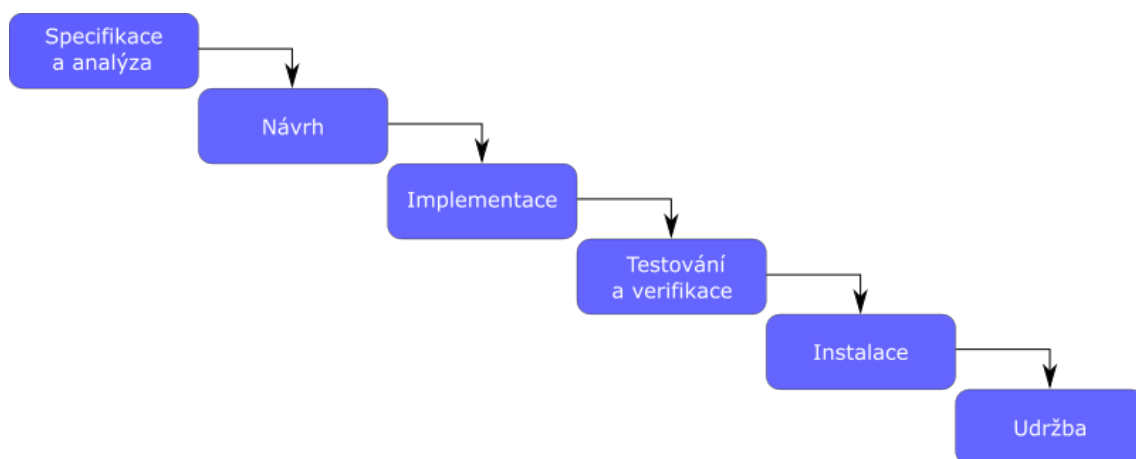 Specifikace
a analýza
Návrh
Implementace
Testování
a verifikace
Instalace
Udržba